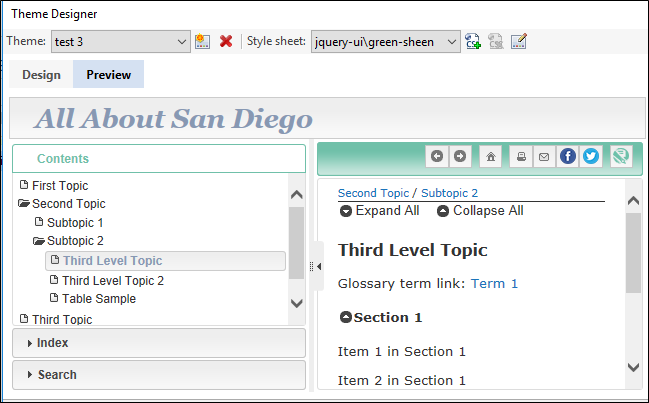 Theme Designer
Theme: test 3 Style sheet: jquery-ui\green-sheen CSS CSS
Design Preview
All About San Diego
Contents
First Topic
Second Topic
Subtopic 1
Subtopic 2
Third Level Topic
Third Level Topic 2
Table Sample
Third Topic
Index
Search
Second Topic / Subtopic 2
Expand All Collapse All
Third Level Topic
Glossary term link: Term 1
Section 1
Item 1 in Section 1
Item 2 in Section 1